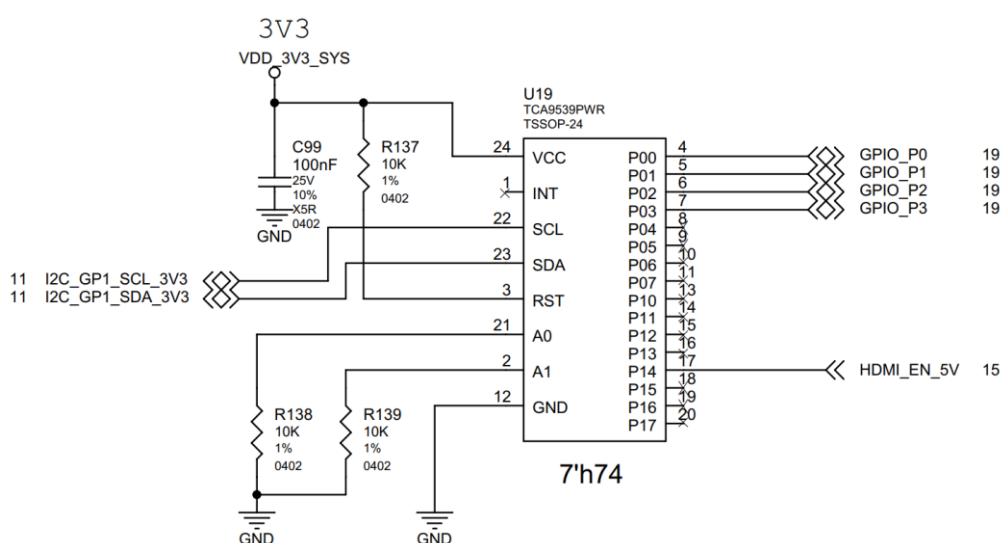 3V3
VDD_3V3_SYS
U19
TCA9539PWR
TSSOP-24
C99
100nF
25V
10%
X5R
0402
GND
R137
10K
1%
0402
24 VCC P00 4 GPIO_P0 19
P01 5 GPIO_P1 19
1 INT P02 6 GPIO_P2 19
P03 7 GPIO_P3 19
22 SCL P04 8
P05 9
23 SDA P06 10
P07 11
11 I2C_GP1_SCL_3V3
11 I2C_GP1_SDA_3V3
3 RST P10 13
P11 14
21 A0 P12 15
P13 16
2 A1 P14 17 HDMI_EN_5V 15
P15 18
12 GND P16 19
P17 20
R138
10K
1%
0402
R139
10K
1%
0402
7'h74
GND
GND